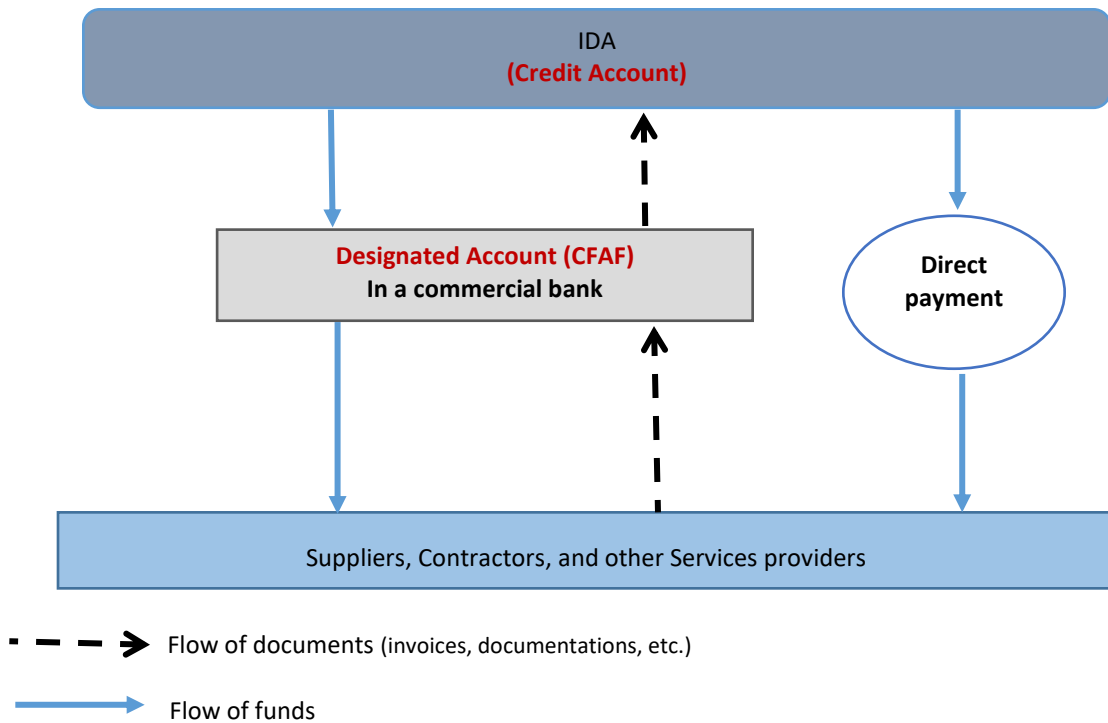 IDA
(Credit Account)
Designated Account (CFAF)
In a commercial bank
Direct
payment
Suppliers, Contractors, and other Services providers
Flow of documents (invoices, documentations, etc.)
Flow of funds